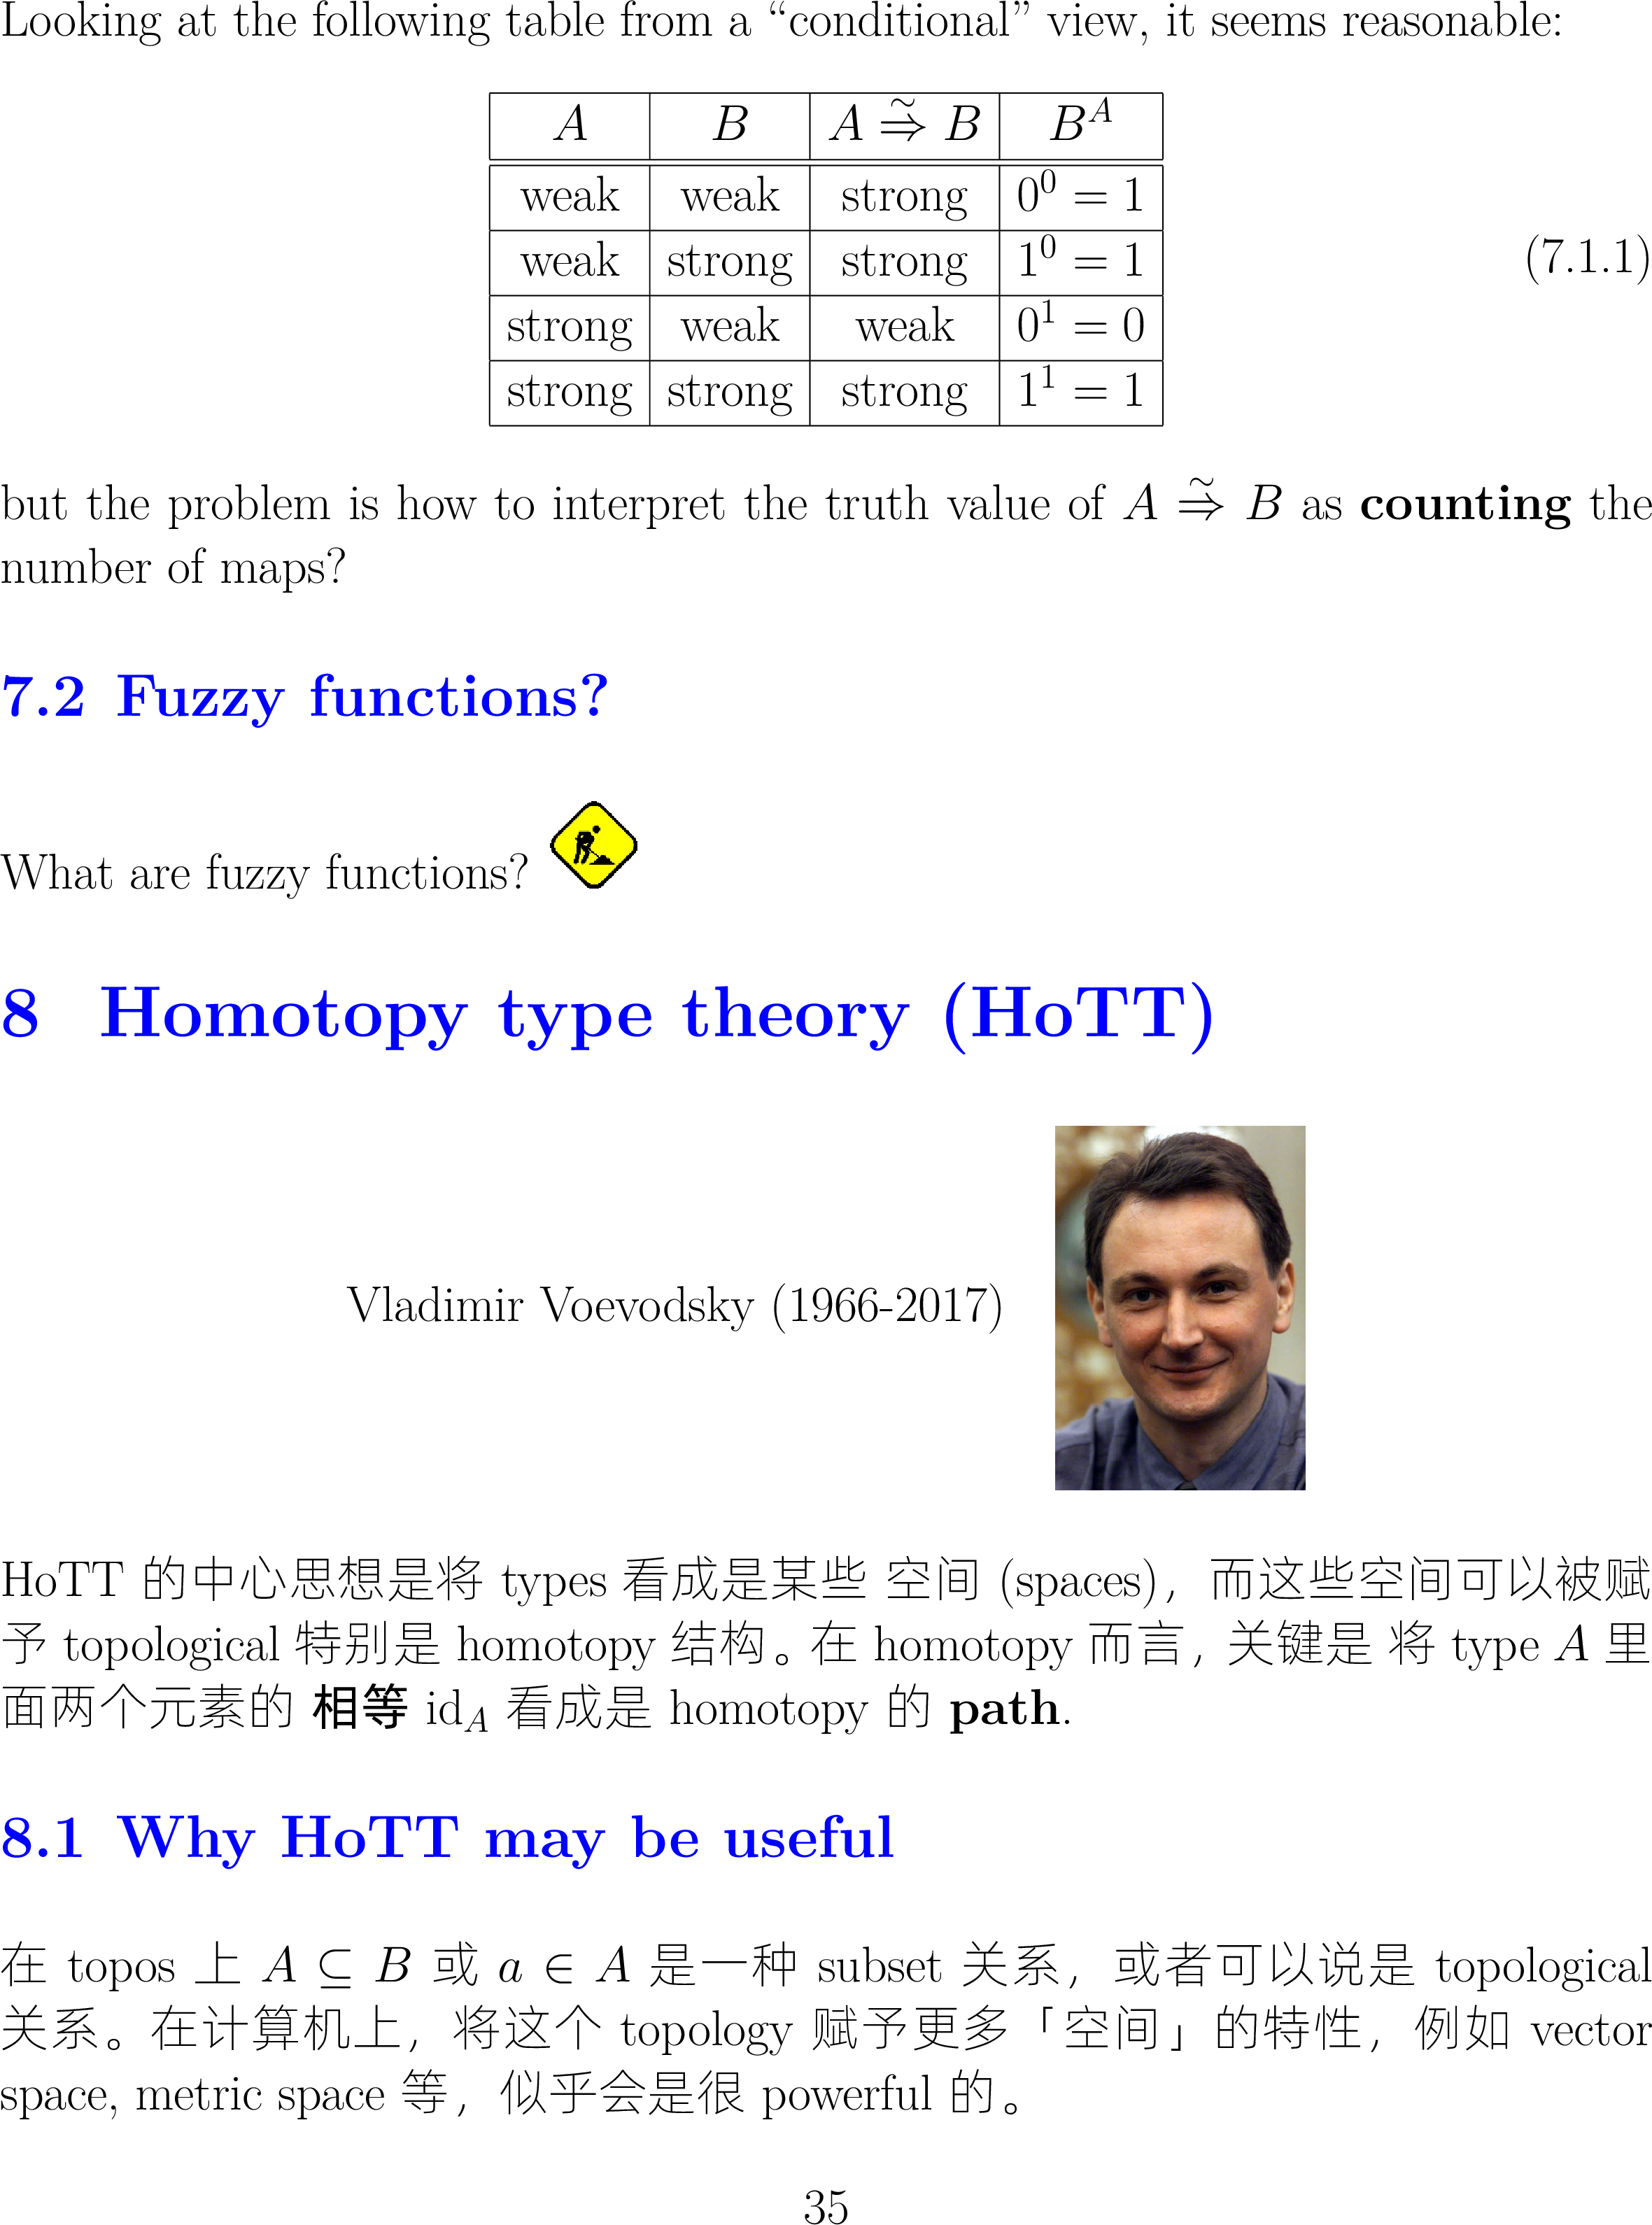 Looking at the following table from a “conditional” view, it seems reasonable:
A B A ⇒̃ B B^A
weak weak strong 0^0 = 1
weak strong strong 1^0 = 1
(7.1.1)
strong weak weak 0^1 = 0
strong strong strong 1^1 = 1
but the problem is how to interpret the truth value of A ⇒̃ B as counting the
number of maps?
7.2 Fuzzy functions?
What are fuzzy functions?
8 Homotopy type theory (HoTT)
Vladimir Voevodsky (1966-2017)
HoTT 的中心思想是将 types 看成是某些 空间 (spaces)，而这些空间可以被赋
予 topological 特别是 homotopy 结构。在 homotopy 而言，关键是 将 type A 里
面两个元素的 相等 id_A 看成是 homotopy 的 path.
8.1 Why HoTT may be useful
在 topos 上 A ⊆ B 或 a ∈ A 是一种 subset 关系，或者可以说是 topological
关系。在计算机上，将这个 topology 赋予更多「空间」的特性，例如 vector
space, metric space 等，似乎会是很 powerful 的。
35